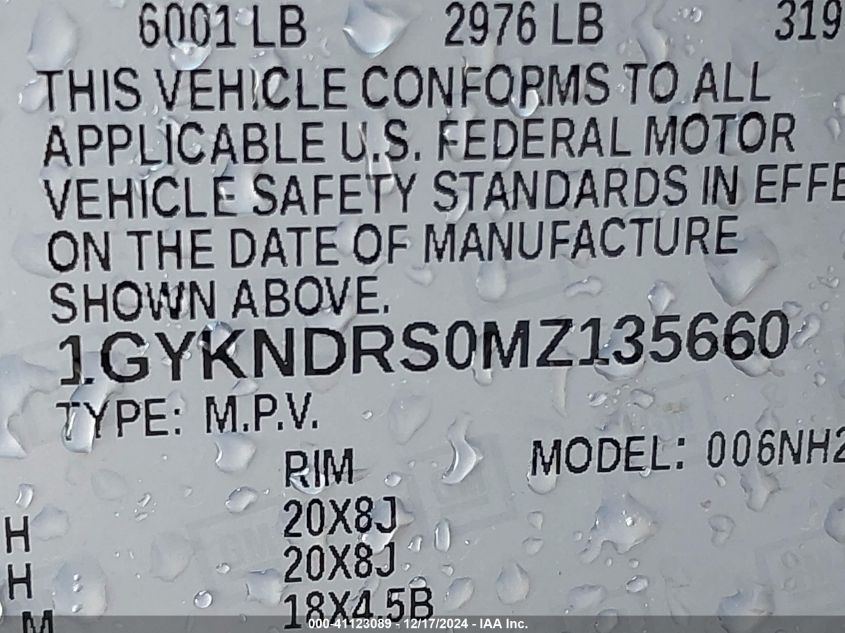 6001 LB 2976 LB 319
THIS VEHICLE CONFORMS TO ALL
APPLICABLE U.S. FEDERAL MOTOR
VEHICLE SAFETY STANDARDS IN EFFE
ON THE DATE OF MANUFACTURE
SHOWN ABOVE.
1GYKNDRS0MZ135660
TYPE: M.P.V.
RIM MODEL: 006NH2
H 20X8J
H 20X8J
M 18X4.5B
GM
000-41123089 - 12/17/2024 - IAA Inc.